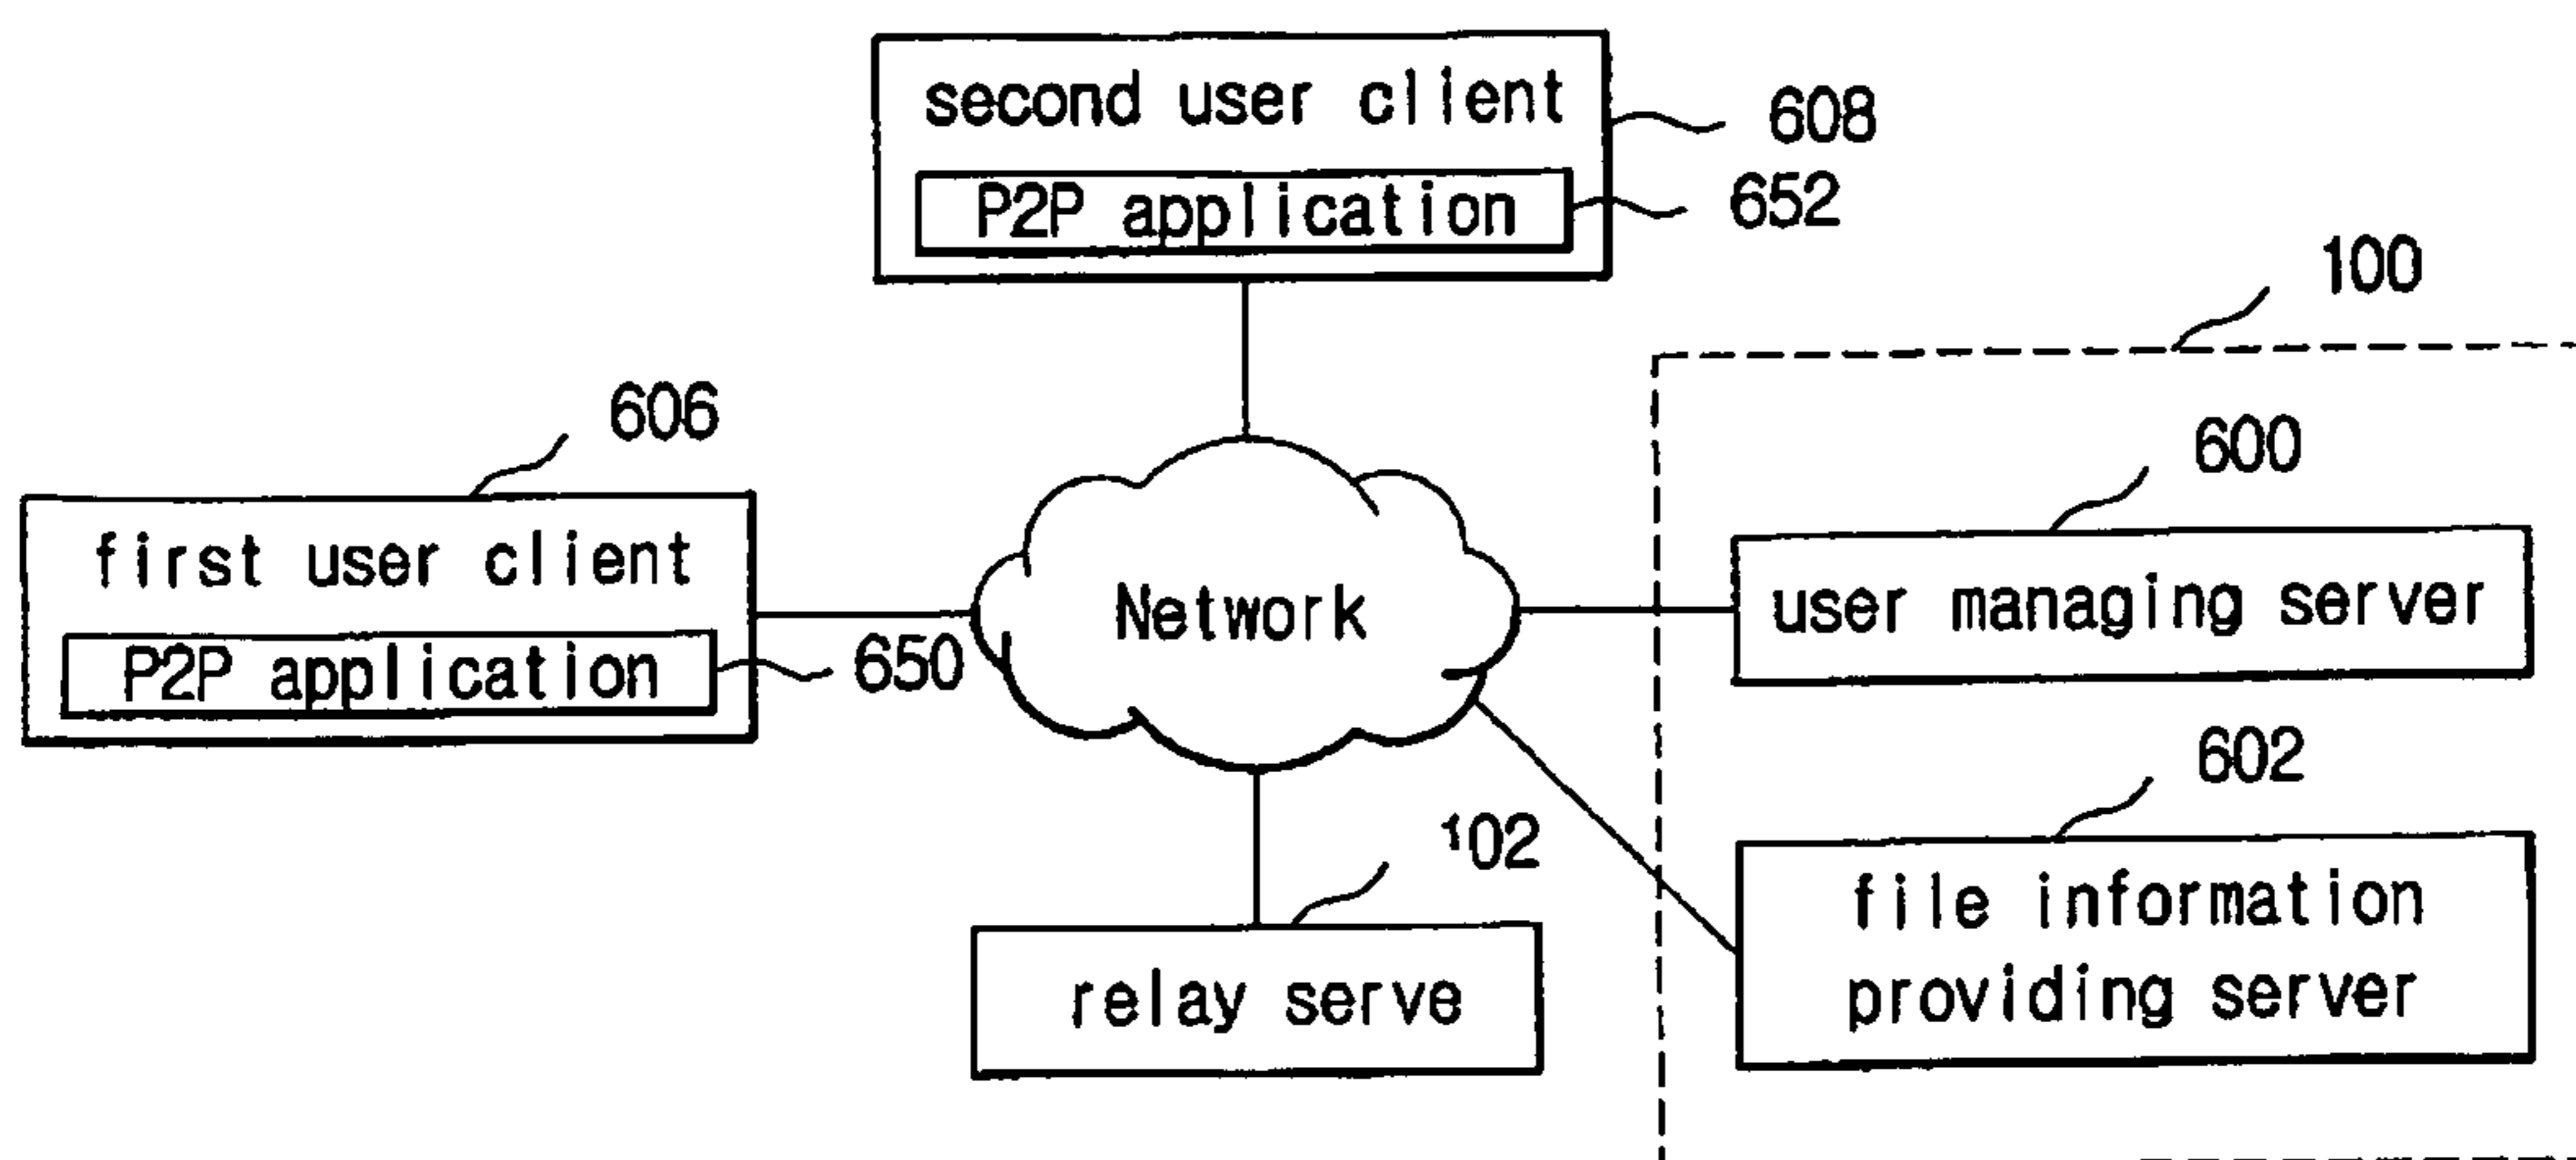 second user client
608
P2P application
652
100
606
600
first user client
Network
user managing server
P2P application
650
602
102
file information
relay serve
providing server